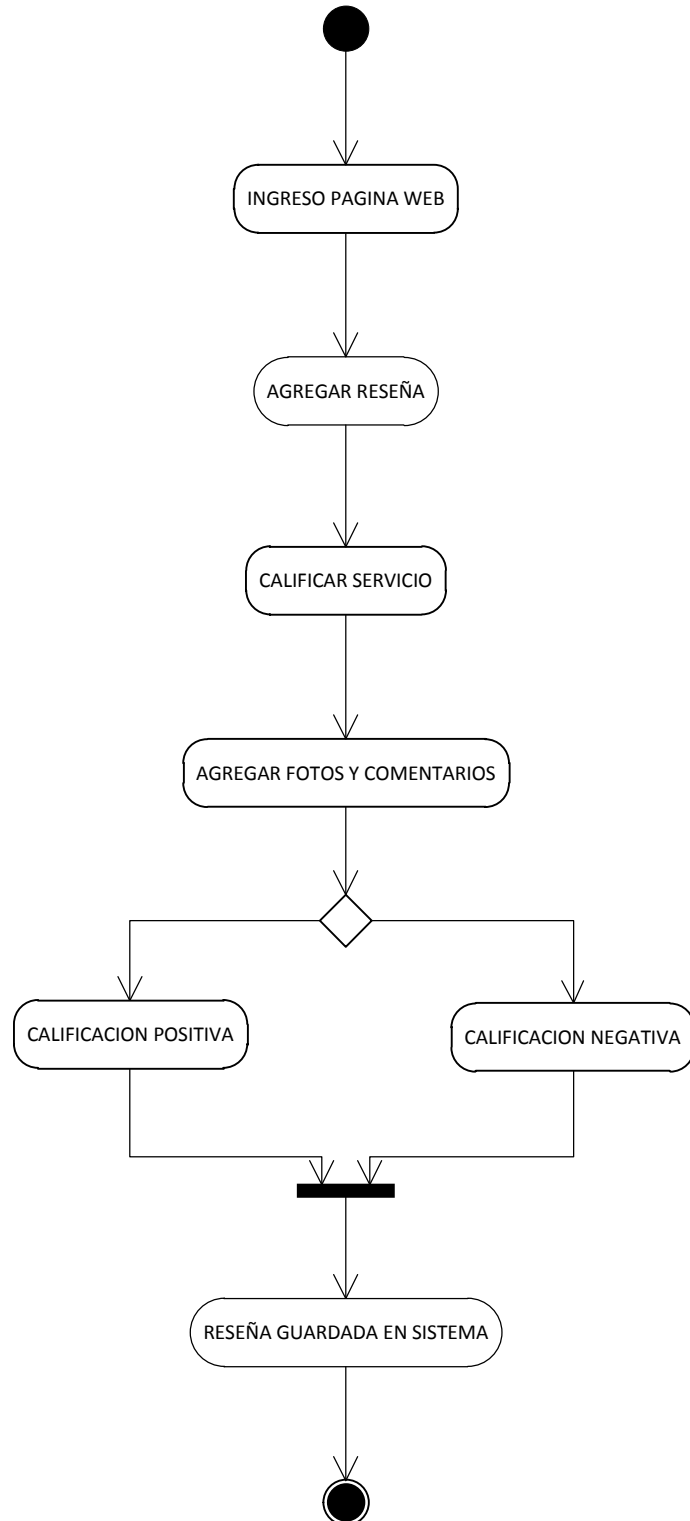 INGRESO PAGINA WEB
AGREGAR RESEÑA
CALIFICAR SERVICIO
AGREGAR FOTOS Y COMENTARIOS
CALIFICACION POSITIVA
CALIFICACION NEGATIVA
RESEÑA GUARDADA EN SISTEMA